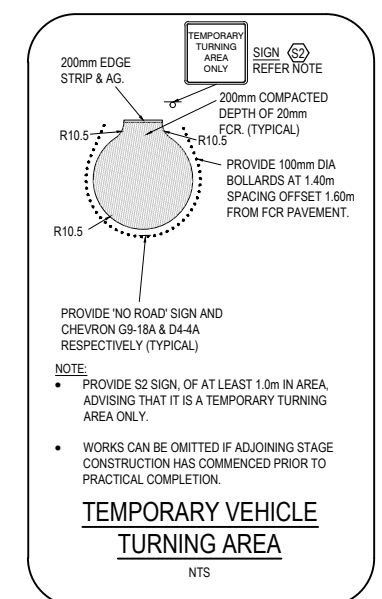 TEMPORARY
TURNING
AREA
ONLY
SIGN S2
REFER NOTE
200mm EDGE
STRIP & AG.
200mm COMPACTED
DEPTH OF 20mm
FCR. (TYPICAL)
R10.5
R10.5
PROVIDE 100mm DIA
BOLLARDS AT 1.40m
SPACING OFFSET 1.60m
FROM FCR PAVEMENT.
R10.5
PROVIDE 'NO ROAD' SIGN AND
CHEVRON G9-18A & D4-4A
RESPECTIVELY (TYPICAL)
NOTE:
• PROVIDE S2 SIGN, OF AT LEAST 1.0m IN AREA,
ADVISING THAT IT IS A TEMPORARY TURNING
AREA ONLY.
• WORKS CAN BE OMITTED IF ADJOINING STAGE
CONSTRUCTION HAS COMMENCED PRIOR TO
PRACTICAL COMPLETION.
TEMPORARY VEHICLE
TURNING AREA
NTS